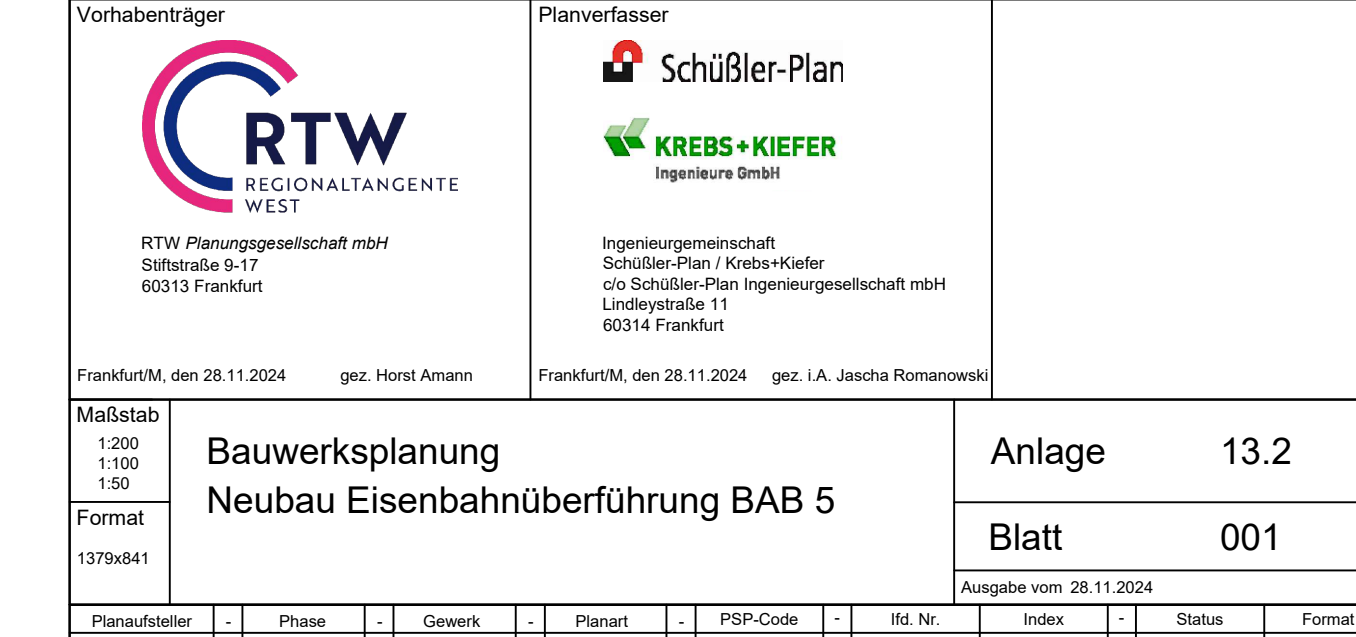 Vorhabenträger
RTW
REGIONALTANGENTE
WEST
RTW Planungsgesellschaft mbH
Stiftstraße 9-17
60313 Frankfurt
Frankfurt/M, den 28.11.2024 gez. Horst Amann
Planverfasser
Schüßler-Plan
KREBS+KIEFER
Ingenieure GmbH
Ingenieurgemeinschaft
Schüßler-Plan / Krebs+Kiefer
c/o Schüßler-Plan Ingenieurgesellschaft mbH
Lindleystraße 11
60314 Frankfurt
Frankfurt/M, den 28.11.2024 gez. i.A. Jascha Romanowski
Maßstab
1:200
1:100
1:50
Format
1379x841
Bauwerksplanung
Neubau Eisenbahnüberführung BAB 5
Anlage 13.2
Blatt 001
Ausgabe vom 28.11.2024
Planaufsteller - Phase - Gewerk - Planart - PSP-Code - lfd. Nr. Index - Status Format